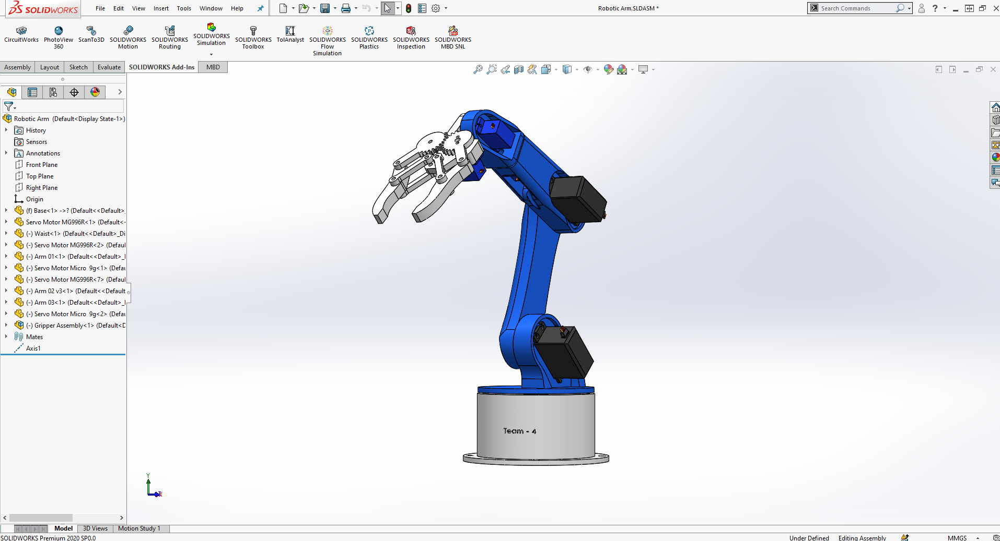 SOLIDWORKS
File Edit View Insert Tools Window Help
Robotic Arm.SLDASM *
Search Commands
CircuitWorks
PhotoView 360
ScanTo3D
SOLIDWORKS Motion
SOLIDWORKS Routing
SOLIDWORKS Simulation
SOLIDWORKS Toolbox
TolAnalyst
SOLIDWORKS Flow Simulation
SOLIDWORKS Plastics
SOLIDWORKS Inspection
SOLIDWORKS MBD SNL
Assembly Layout Sketch Evaluate SOLIDWORKS Add-Ins MBD
Robotic Arm (Default<Display State-1>)
History
Sensors
Annotations
Front Plane
Top Plane
Right Plane
Origin
(f) Base<1> ->? (Default<<Default>
Servo Motor MG996R<1> (Default<
(-) Waist<1> (Default<<Default>_Di
(-) Servo Motor MG996R<2> (Defaul
(-) Arm 01<1> (Default<<Default>_
(-) Servo Motor Micro 9g<1> (Defau
(-) Servo Motor MG996R<7> (Defaul
(-) Arm 02 v3<1> (Default<<Default
(-) Arm 03<1> (Default<<Default>_
(-) Servo Motor Micro 9g<2> (Defau
(-) Gripper Assembly<1> (Default<D
Mates
Axis1
Team - 4
Y
Model 3D Views Motion Study 1
SOLIDWORKS Premium 2020 SP0.0
Under Defined Editing Assembly MMGS